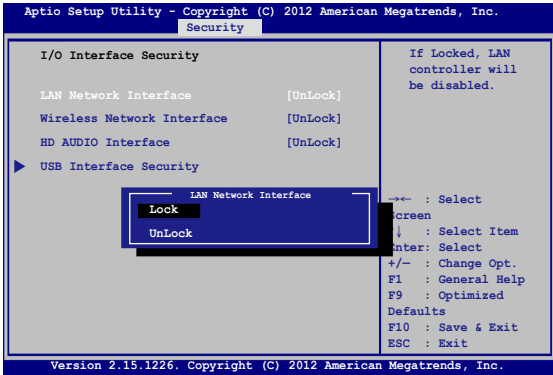 Aptio Setup Utility - Copyright (C) 2012 American Megatrends, Inc.
Security
I/O Interface Security
LAN Network Interface [UnLock]
Wireless Network Interface [UnLock]
HD AUDIO Interface [UnLock]
USB Interface Security
LAN Network Interface
Lock
UnLock
If Locked, LAN
controller will
be disabled.
→← : Select
Screen
↑↓ : Select Item
Enter: Select
+/— : Change Opt.
F1 : General Help
F9 : Optimized
Defaults
F10 : Save & Exit
ESC : Exit
Version 2.15.1226. Copyright (C) 2012 American Megatrends, Inc.